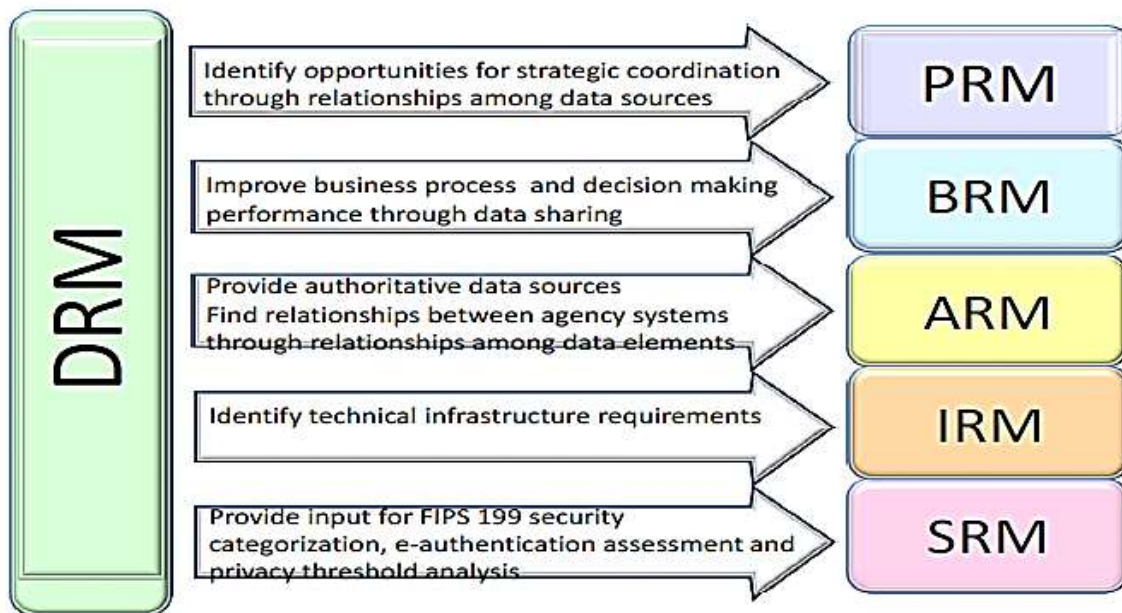 DRM
Identify opportunities for strategic coordination
through relationships among data sources
PRM
Improve business process and decision making
performance through data sharing
BRM
Provide authoritative data sources
Find relationships between agency systems
through relationships among data elements
ARM
Identify technical infrastructure requirements
IRM
Provide input for FIPS 199 security
categorization, e-authentication assessment and
privacy threshold analysis
SRM